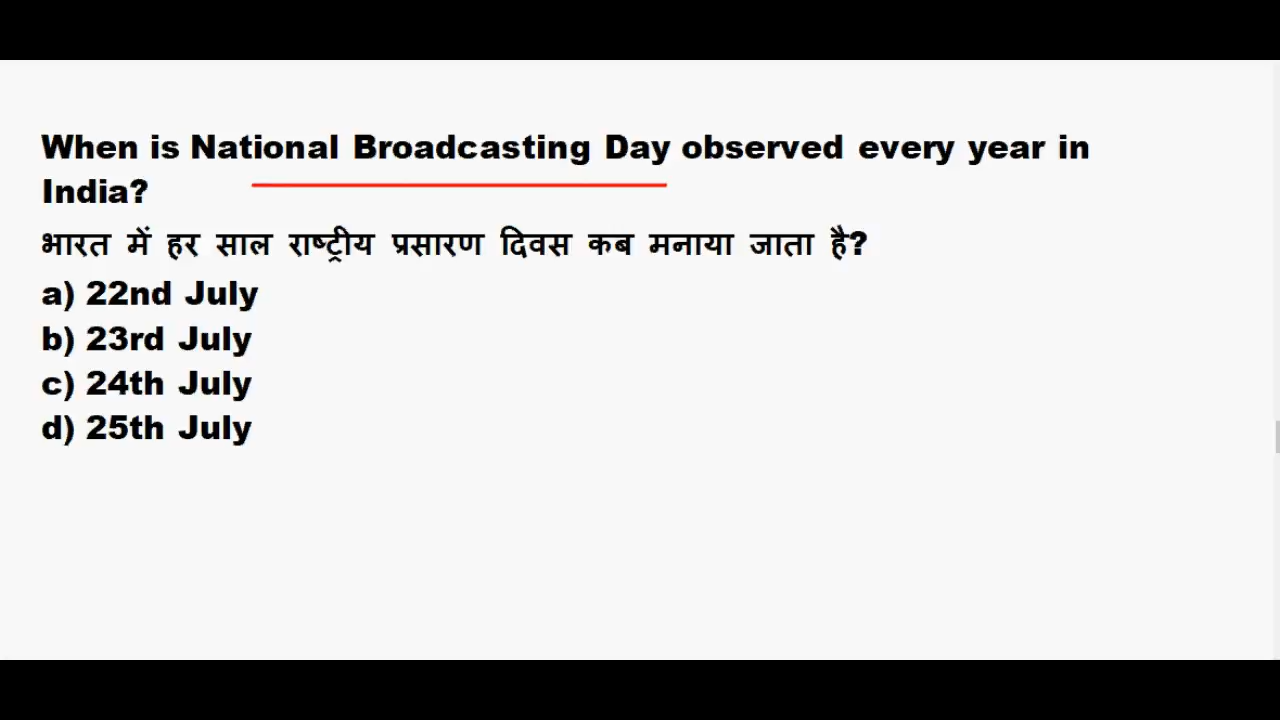 When is National Broadcasting Day observed every year in
India?
भारत में हर साल राष्ट्रीय प्रसारण दिवस कब मनाया जाता है?
a) 22nd July
b) 23rd July
c) 24th July
d) 25th July